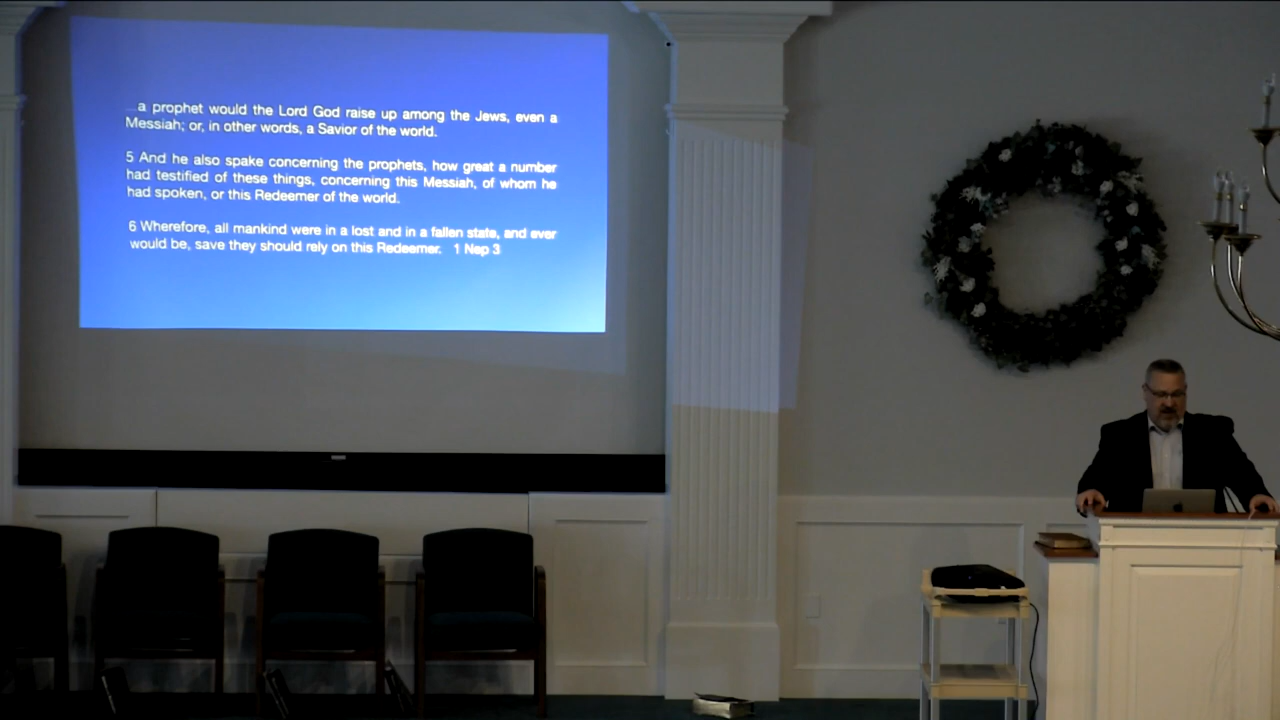 ...a prophet would the Lord God raise up among the Jews, even a
Messiah; or, in other words, a Savior of the world.
5 And he also spake concerning the prophets, how great a number
had testified of these things, concerning this Messiah, of whom he
had spoken, or this Redeemer of the world.
6 Wherefore, all mankind were in a lost and in a fallen state, and ever
would be, save they should rely on this Redeemer. 1 Nep 3